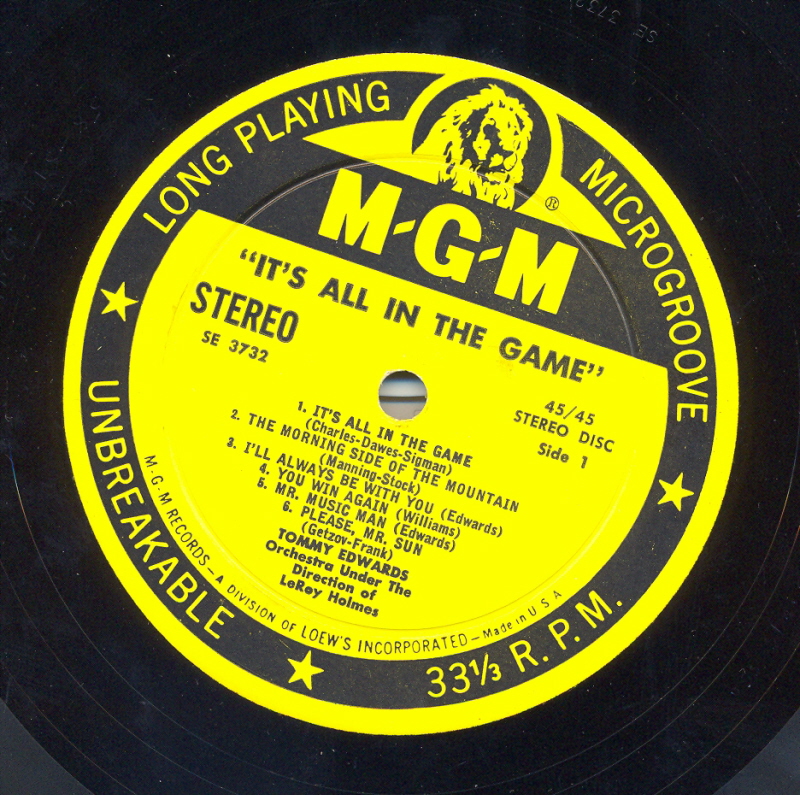 SE 3732
LONG PLAYING
MICROGROOVE
®
M-G-M
"IT'S ALL IN THE GAME"
STEREO
SE 3732
45/45
STEREO DISC
Side 1
1. IT'S ALL IN THE GAME
(Charles-Dawes-Sigman)
2. THE MORNING SIDE OF THE MOUNTAIN
(Manning-Stock)
3. I'LL ALWAYS BE WITH YOU (Edwards)
4. YOU WIN AGAIN (Williams)
5. MR. MUSIC MAN (Edwards)
6. PLEASE, MR. SUN
(Getzov-Frank)
TOMMY EDWARDS
Orchestra Under The
Direction of
LeRoy Holmes
M-G-M RECORDS—A DIVISION OF LOEW'S INCORPORATED—Made in U S A
UNBREAKABLE
33⅓ R.P.M.